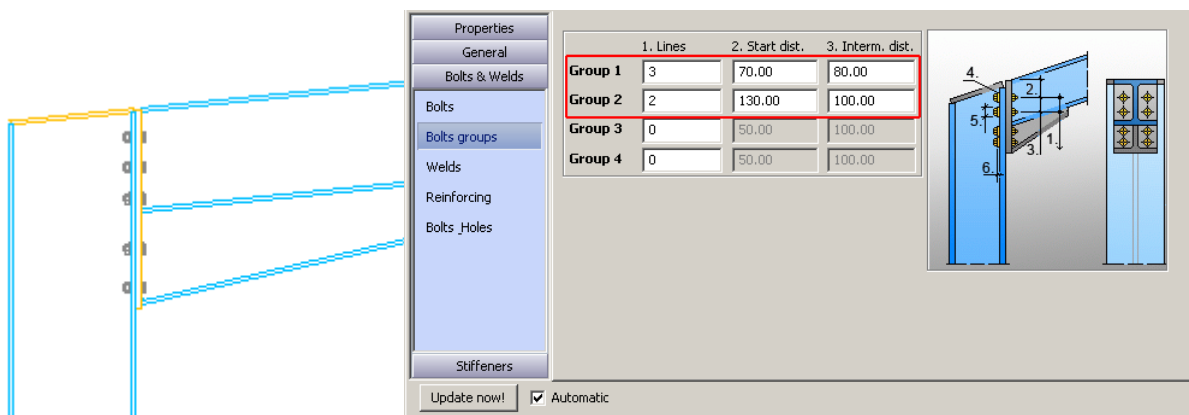 Properties
General
Bolts & Welds
Bolts
Bolts groups
Welds
Reinforcing
Bolts _Holes
Stiffeners
1. Lines 2. Start dist. 3. Interm. dist.
Group 1 3 70.00 80.00
Group 2 2 130.00 100.00
Group 3 0 50.00 100.00
Group 4 0 50.00 100.00
4.
2.
5.
1.
3.
6.
Update now! Automatic